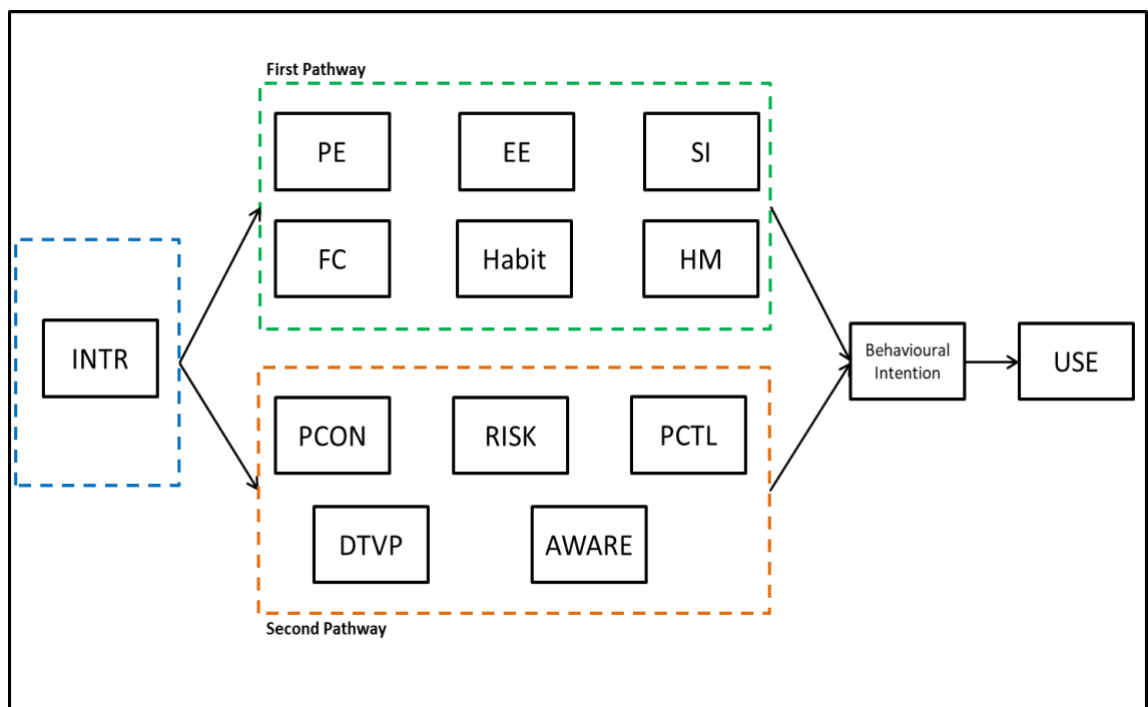 First Pathway
PE
EE
SI
FC
Habit
HM
INTR
Behavioural
Intention
USE
PCON
RISK
PCTL
DTVP
AWARE
Second Pathway